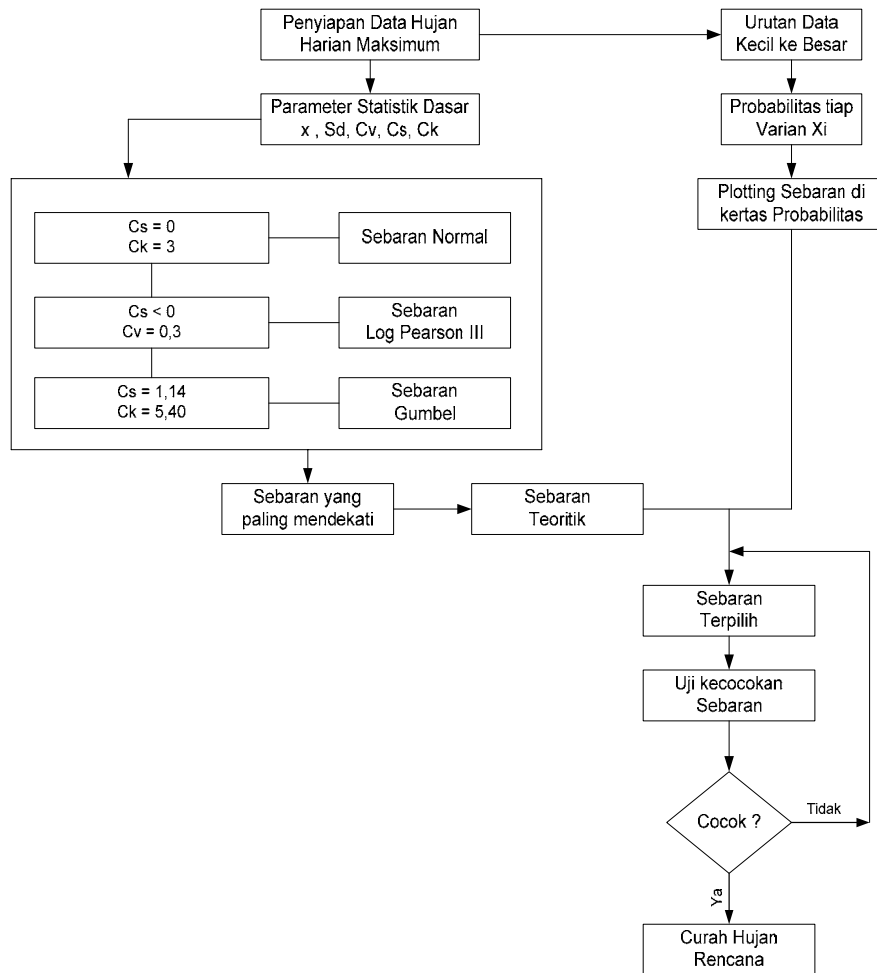 Penyiapan Data Hujan
Harian Maksimum
Urutan Data
Kecil ke Besar
Parameter Statistik Dasar
x , Sd, Cv, Cs, Ck
Probabilitas tiap
Varian Xi
Plotting Sebaran di
kertas Probabilitas
Cs = 0
Ck = 3
Sebaran Normal
Cs < 0
Cv = 0,3
Sebaran
Log Pearson III
Cs = 1,14
Ck = 5,40
Sebaran
Gumbel
Sebaran yang
paling mendekati
Sebaran
Teoritik
Sebaran
Terpilih
Uji kecocokan
Sebaran
Cocok ?
Tidak
Ya
Curah Hujan
Rencana